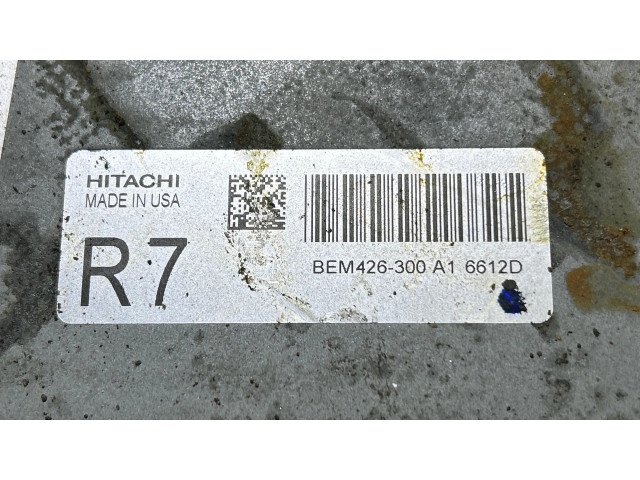 HITACHI
MADE IN USA
R7
BEM426-300 A1 6612D